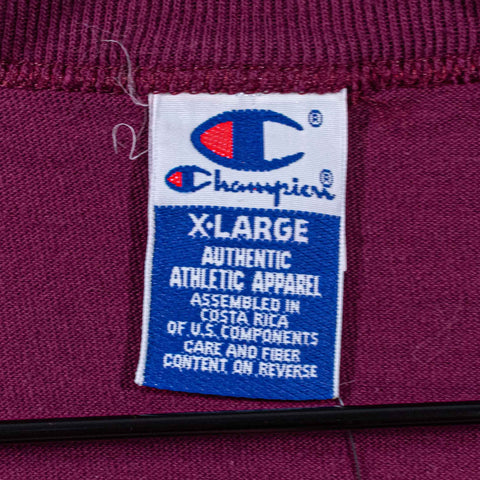 ®
Champion
X·LARGE
AUTHENTIC
ATHLETIC APPAREL
ASSEMBLED IN
COSTA RICA
OF U.S. COMPONENTS
CARE AND FIBER
CONTENT ON REVERSE